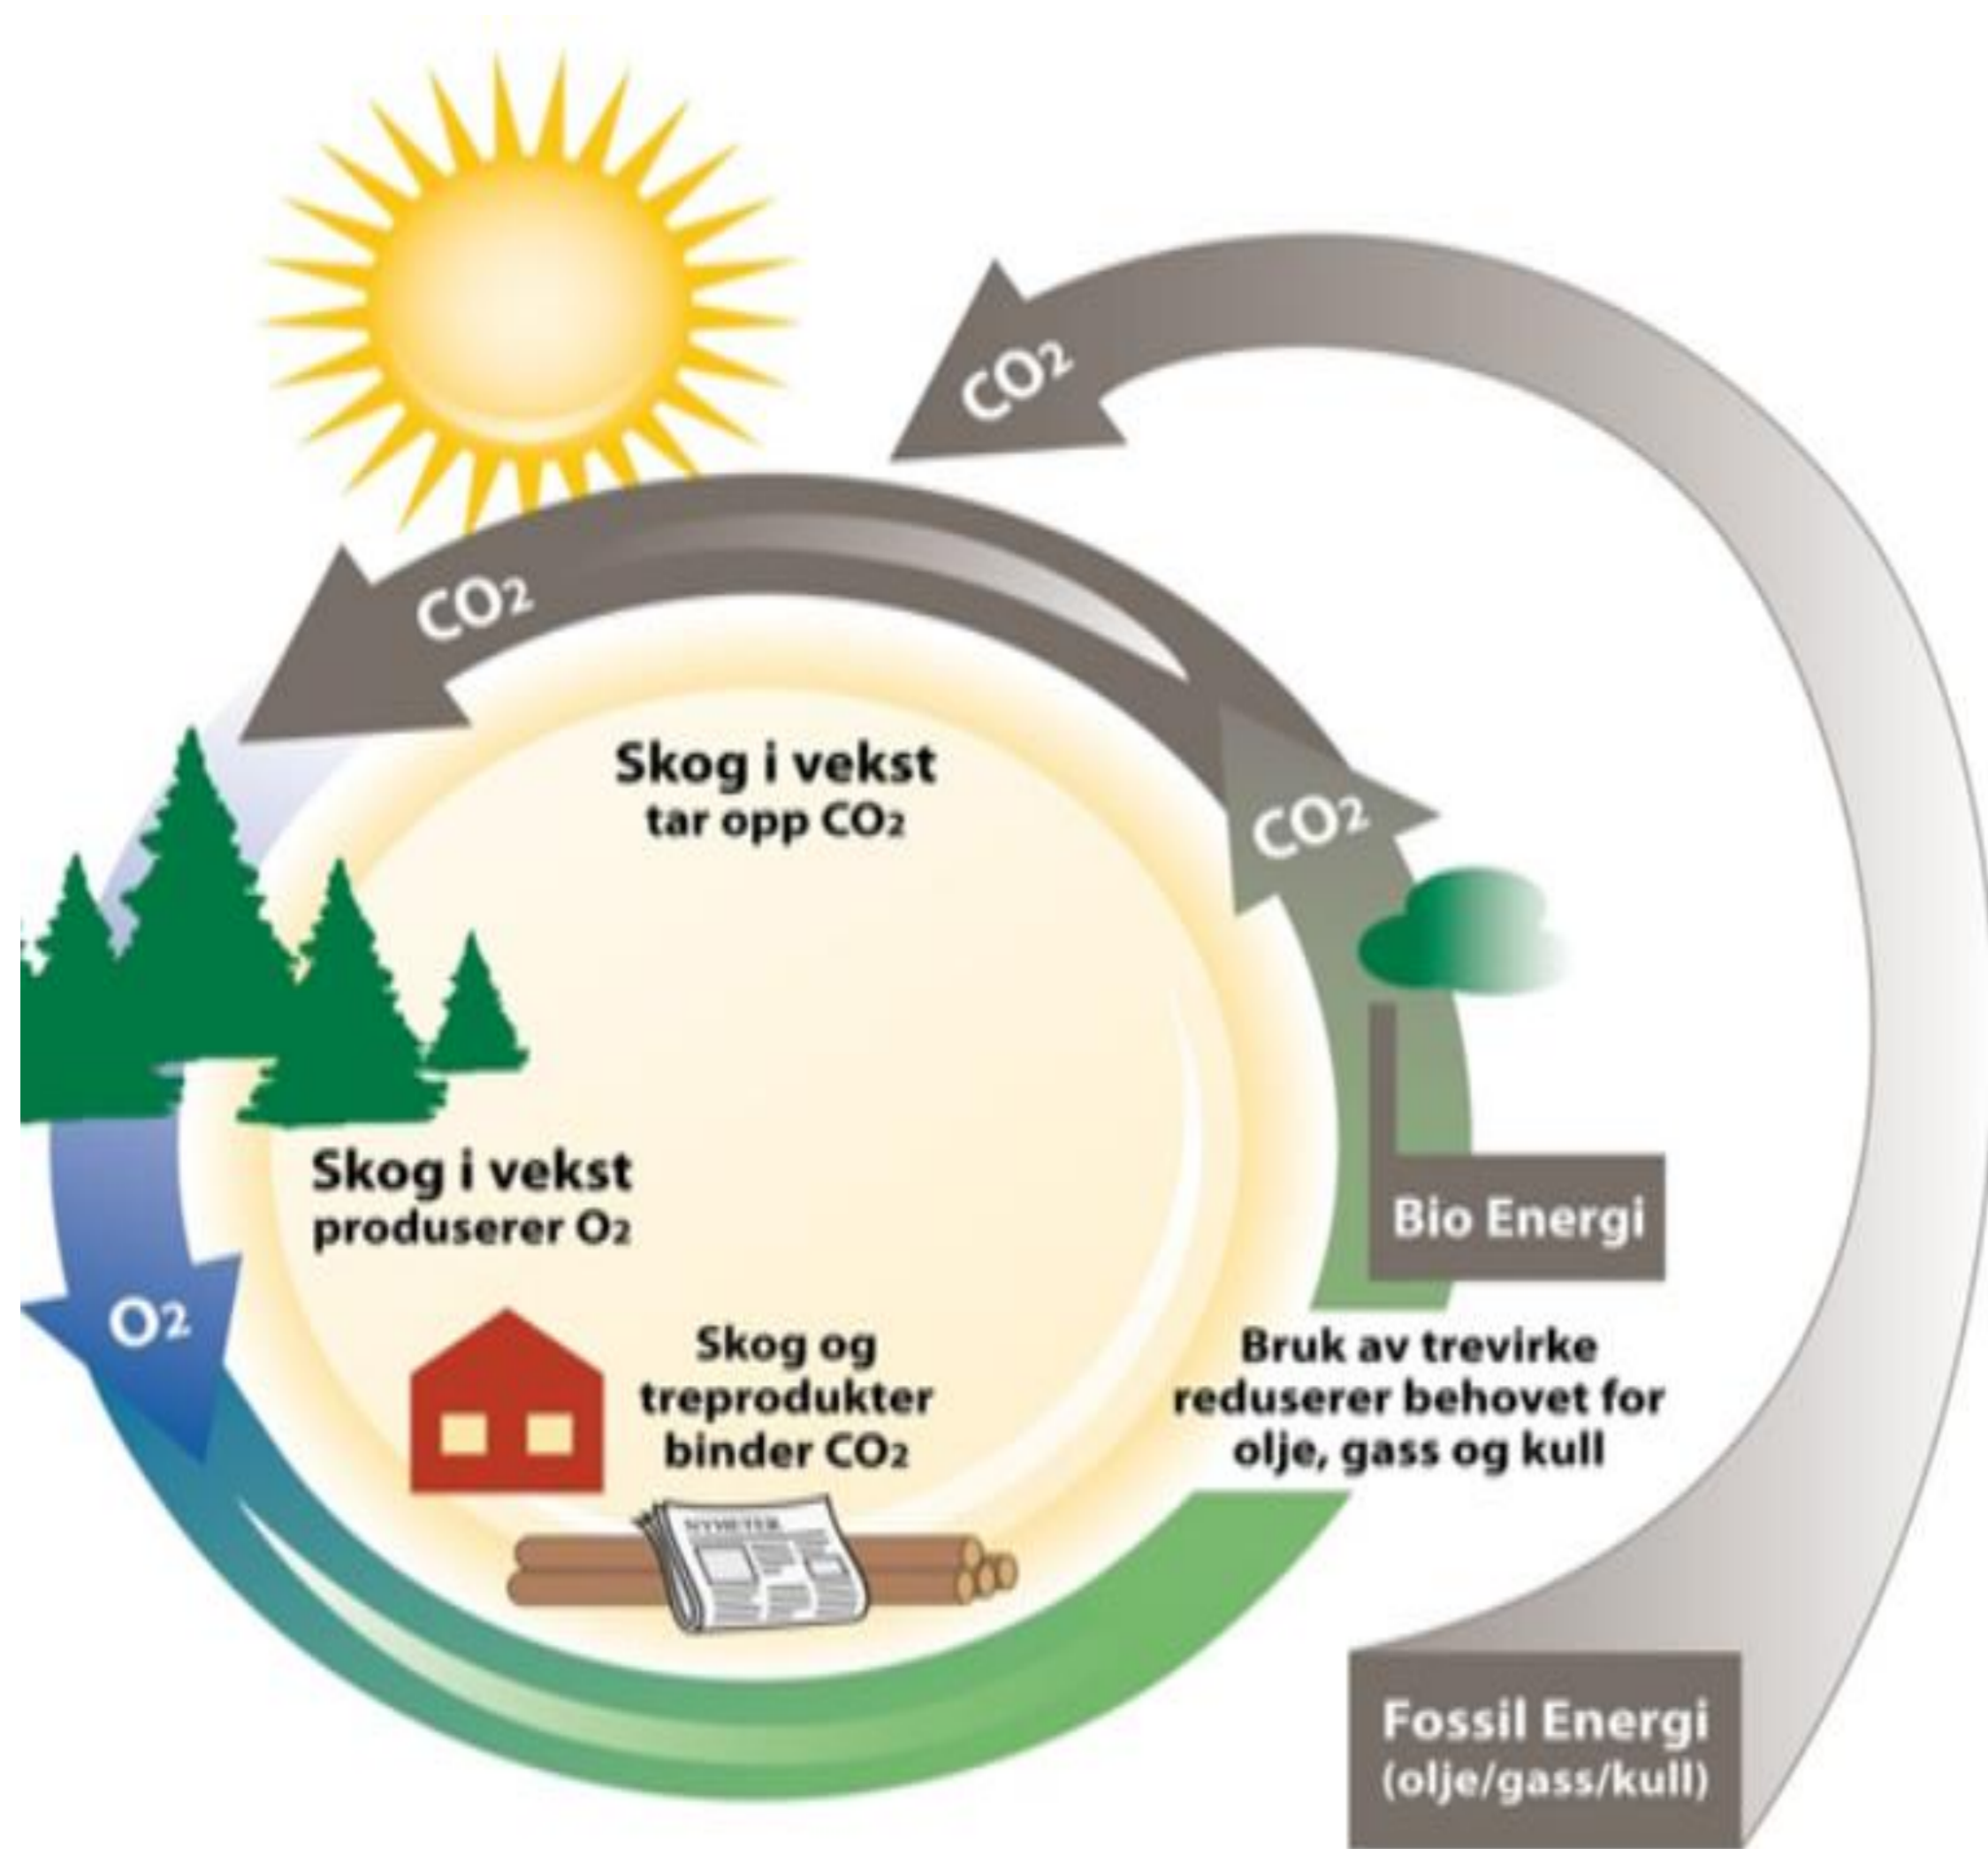 CO2
CO2
Skog i vekst
tar opp CO2
CO2
Skog i vekst
produserer O2
Bio Energi
O2
Skog og
treprodukter
binder CO2
Bruk av trevirke
reduserer behovet for
olje, gass og kull
NYHETER
Fossil Energi
(olje/gass/kull)